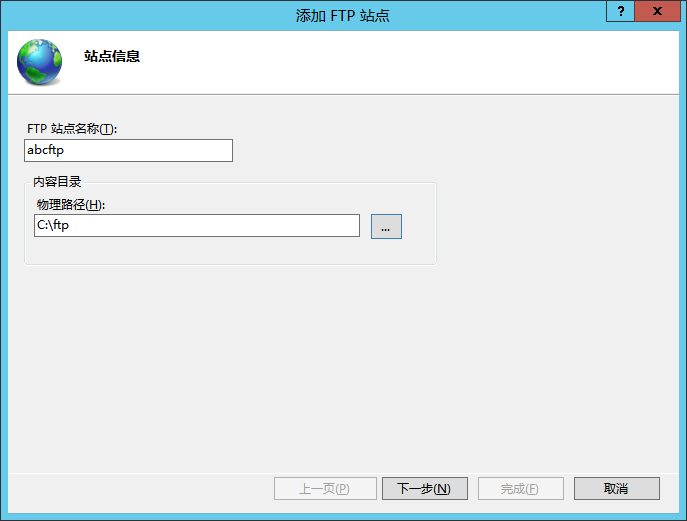 添加 FTP 站点
?
x
站点信息
FTP 站点名称(T):
abcftp
内容目录
物理路径(H):
C:\ftp
...
上一页(P) 下一步(N) 完成(F) 取消